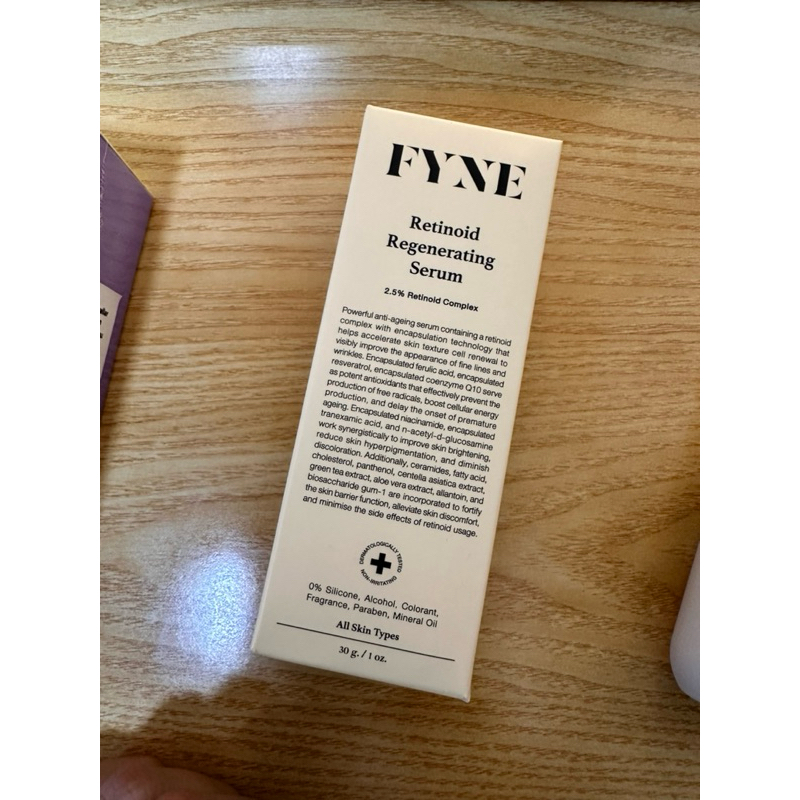 FYNE
Retinoid
Regenerating
Serum
2.5% Retinoid Complex
Powerful anti-ageing serum containing a retinoid
complex with encapsulation technology that
helps accelerate skin texture cell renewal to
visibly improve the appearance of fine lines and
wrinkles. Encapsulated ferulic acid, encapsulated
resveratrol, encapsulated coenzyme Q10 serve
as potent antioxidants that effectively prevent the
production of free radicals, boost cellular energy
production, and delay the onset of premature
ageing. Encapsulated niacinamide, encapsulated
tranexamic acid, and n-acetyl-d-glucosamine
work synergistically to improve skin brightening,
reduce skin hyperpigmentation, and diminish
discoloration. Additionally, ceramides, fatty acid,
cholesterol, panthenol, centella asiatica extract,
green tea extract, aloe vera extract, allantoin, and
biosaccharide gum-1 are incorporated to fortify
the skin barrier function, alleviate skin discomfort,
and minimise the side effects of retinoid usage.
DERMATOLOGICALLY TESTED
NON-IRRITATING
0% Silicone, Alcohol, Colorant,
Fragrance, Paraben, Mineral Oil
All Skin Types
30 g. / 1 oz.